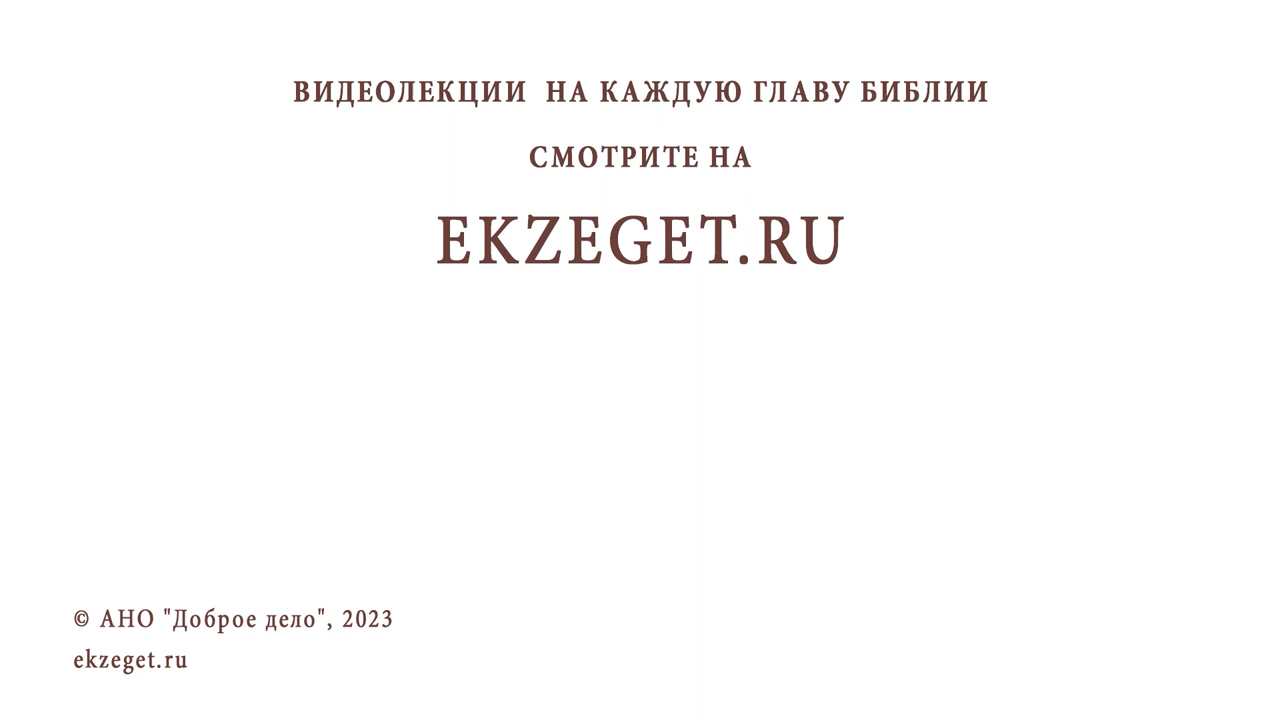 ВИДЕОЛЕКЦИИ НА КАЖДУЮ ГЛАВУ БИБЛИИ
СМОТРИТЕ НА
EKZEGET.RU
© АНО "Доброе дело", 2023
ekzeget.ru